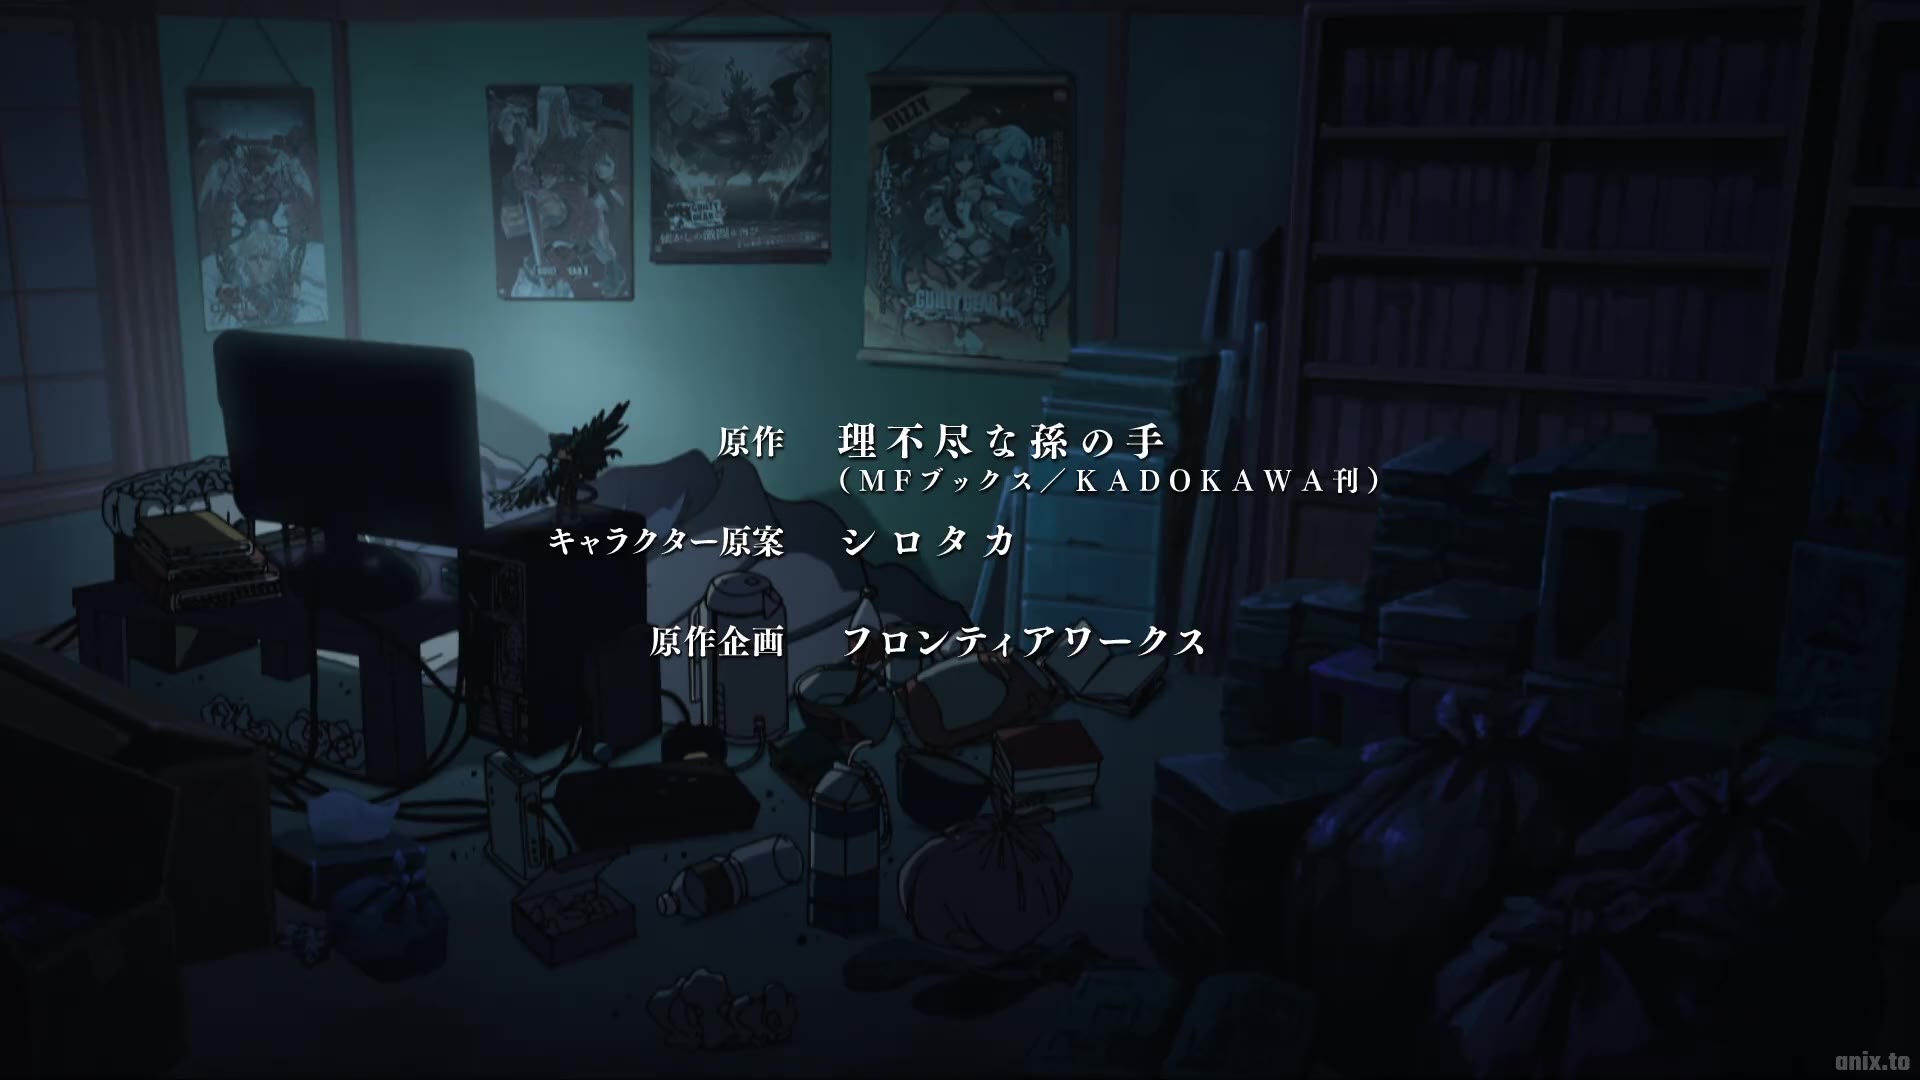 DIZZY
GUILTY GEAR X
原作 理不尽な孫の手
（MFブックス／KADOKAWA刊）
キャラクター原案 シロタカ
原作企画 フロンティアワークス
anix.to